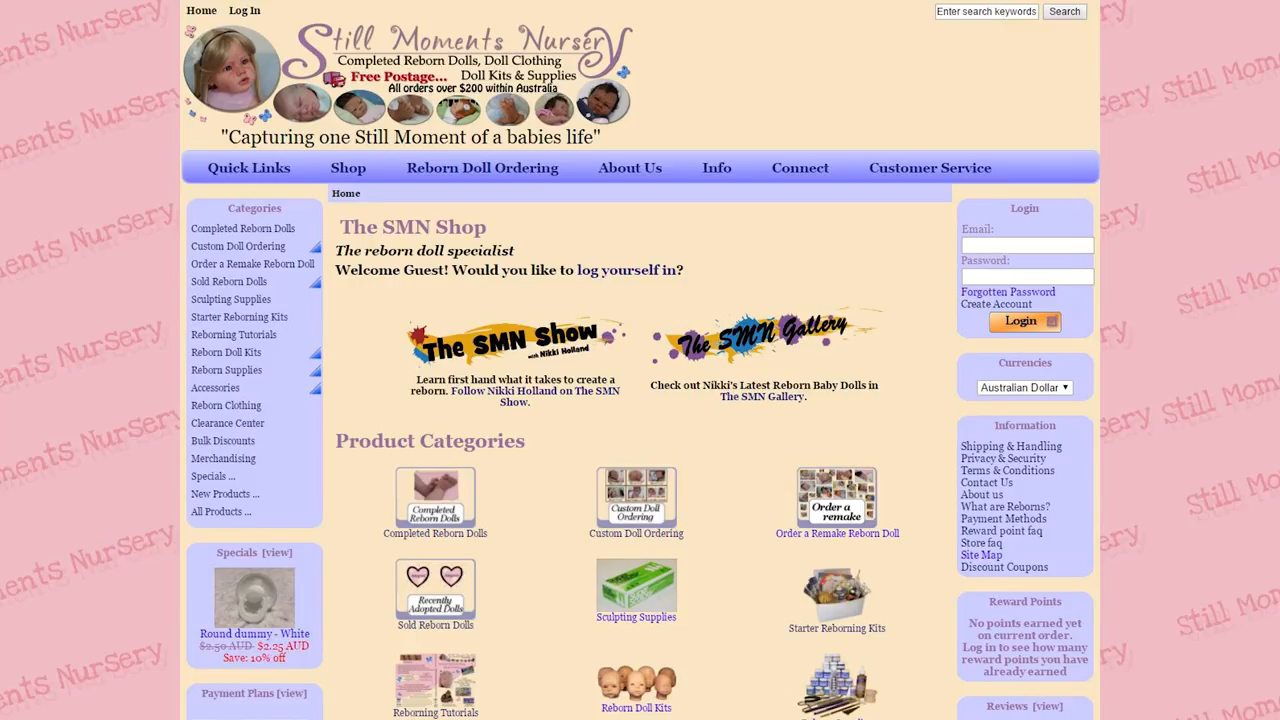 Home Log In
Enter search keywords Search
Still Moments Nursery
Completed Reborn Dolls, Doll Clothing
Free Postage... Doll Kits & Supplies
All orders over $200 within Australia
"Capturing one Still Moment of a babies life"
Quick Links Shop Reborn Doll Ordering About Us Info Connect Customer Service
Categories
Completed Reborn Dolls
Custom Doll Ordering
Order a Remake Reborn Doll
Sold Reborn Dolls
Sculpting Supplies
Starter Reborning Kits
Reborning Tutorials
Reborn Doll Kits
Reborn Supplies
Accessories
Reborn Clothing
Clearance Center
Bulk Discounts
Merchandising
Specials ...
New Products ...
All Products ...
Specials [view]
Round dummy - White
$2.50 AUD $2.25 AUD
Save: 10% off
Payment Plans [view]
Home
The SMN Shop
The reborn doll specialist
Welcome Guest! Would you like to log yourself in?
The SMN Show
with Nikki Holland
Learn first hand what it takes to create a
reborn. Follow Nikki Holland on The SMN
Show.
The SMN Gallery
Check out Nikki's Latest Reborn Baby Dolls in
The SMN Gallery.
Product Categories
Completed
Reborn Dolls
Completed Reborn Dolls
Custom Doll
Ordering
Custom Doll Ordering
Order a
remake
Order a Remake Reborn Doll
Recently
Adopted Dolls
Sold Reborn Dolls
Sculpting Supplies
Starter Reborning Kits
Reborning Tutorials
Reborn Doll Kits
Login
Email:
Password:
Forgotten Password
Create Account
Login
Currencies
Australian Dollar
Information
Shipping & Handling
Privacy & Security
Terms & Conditions
Contact Us
About us
What are Reborns?
Payment Methods
Reward point faq
Store faq
Site Map
Discount Coupons
Reward Points
No points earned yet
on current order.
Log in to see how many
reward points you have
already earned
Reviews [view]